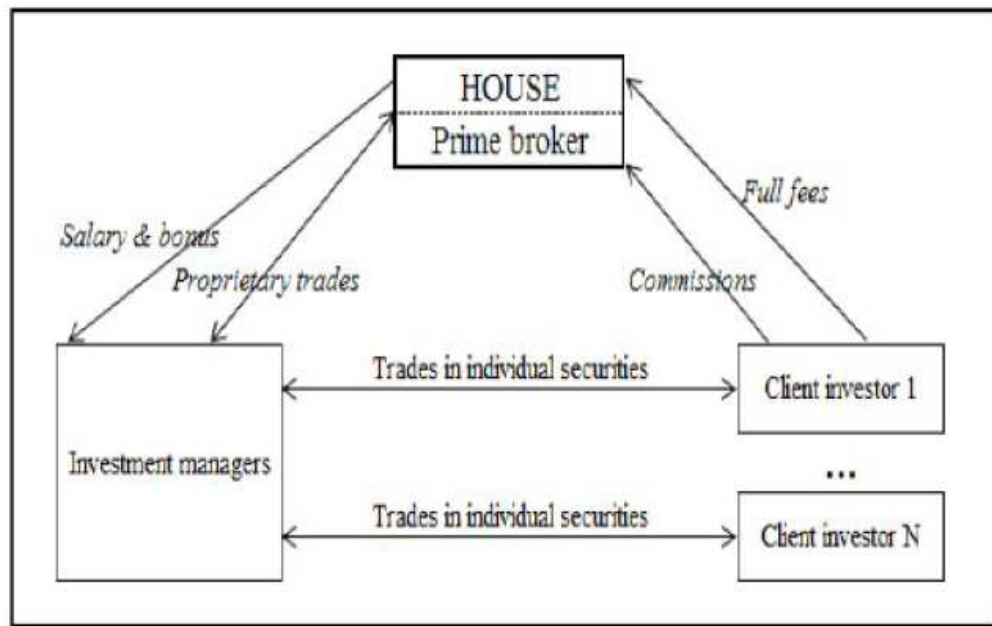 HOUSE
Prime broker
Full fees
Salary & bonus
Proprietary trades
Commissions
Trades in individual securities
Client investor 1
Investment managers
...
Trades in individual securities
Client investor N